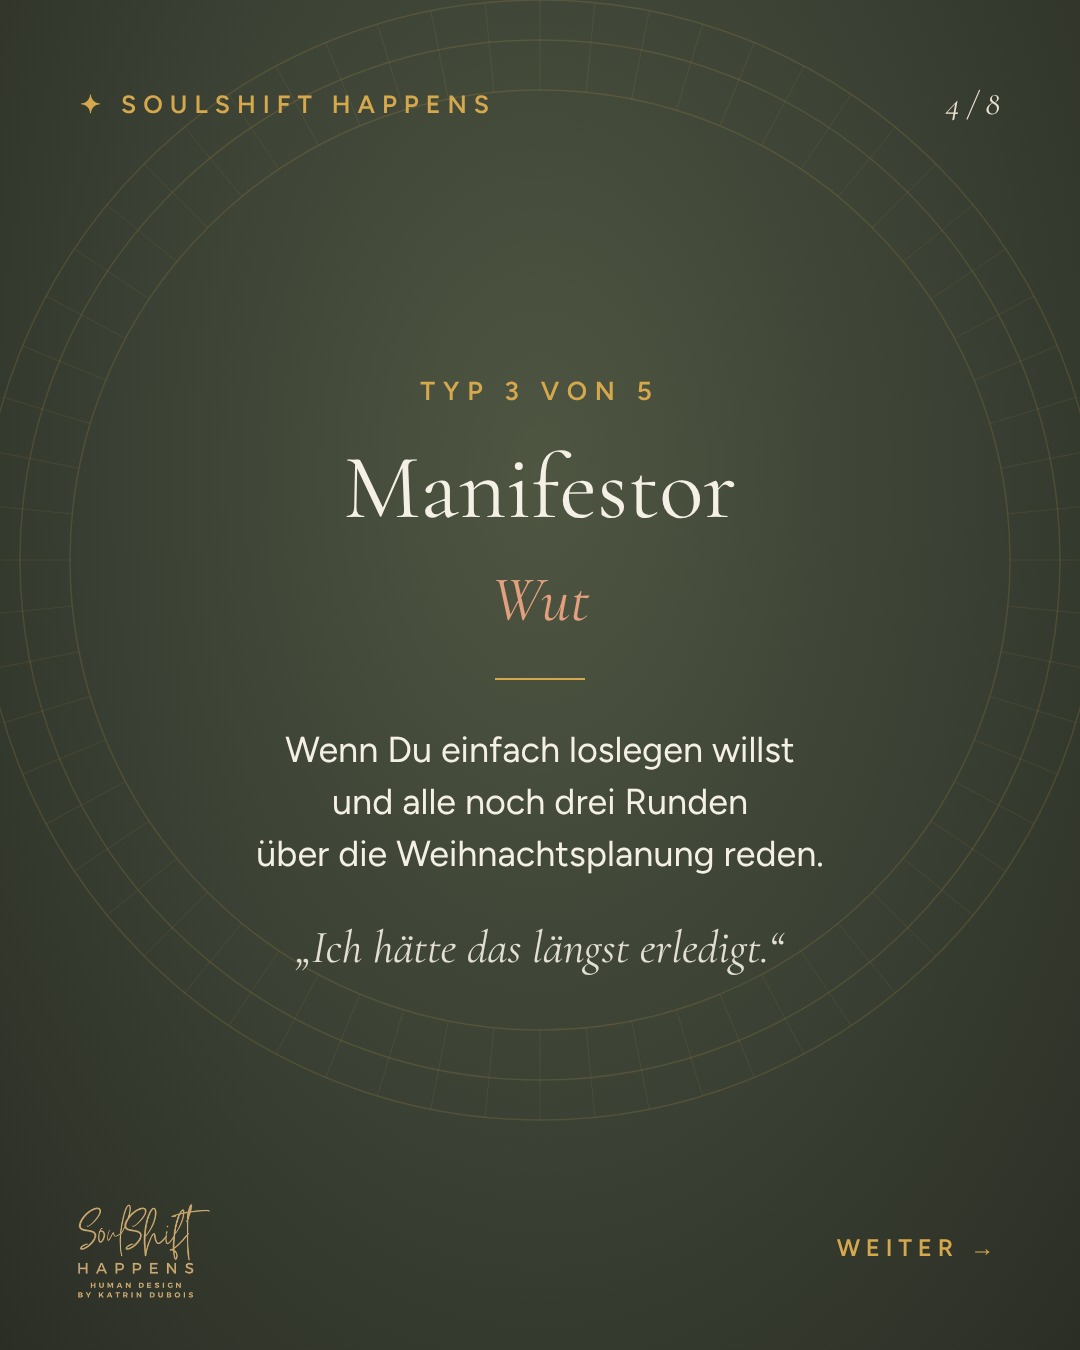 ✦ SOULSHIFT HAPPENS
4/8
TYP 3 VON 5
Manifestor
Wut
Wenn Du einfach loslegen willst
und alle noch drei Runden
über die Weihnachtsplanung reden.
„Ich hätte das längst erledigt.“
SoulShift
HAPPENS
HUMAN DESIGN
BY KATRIN DUBOIS
WEITER →